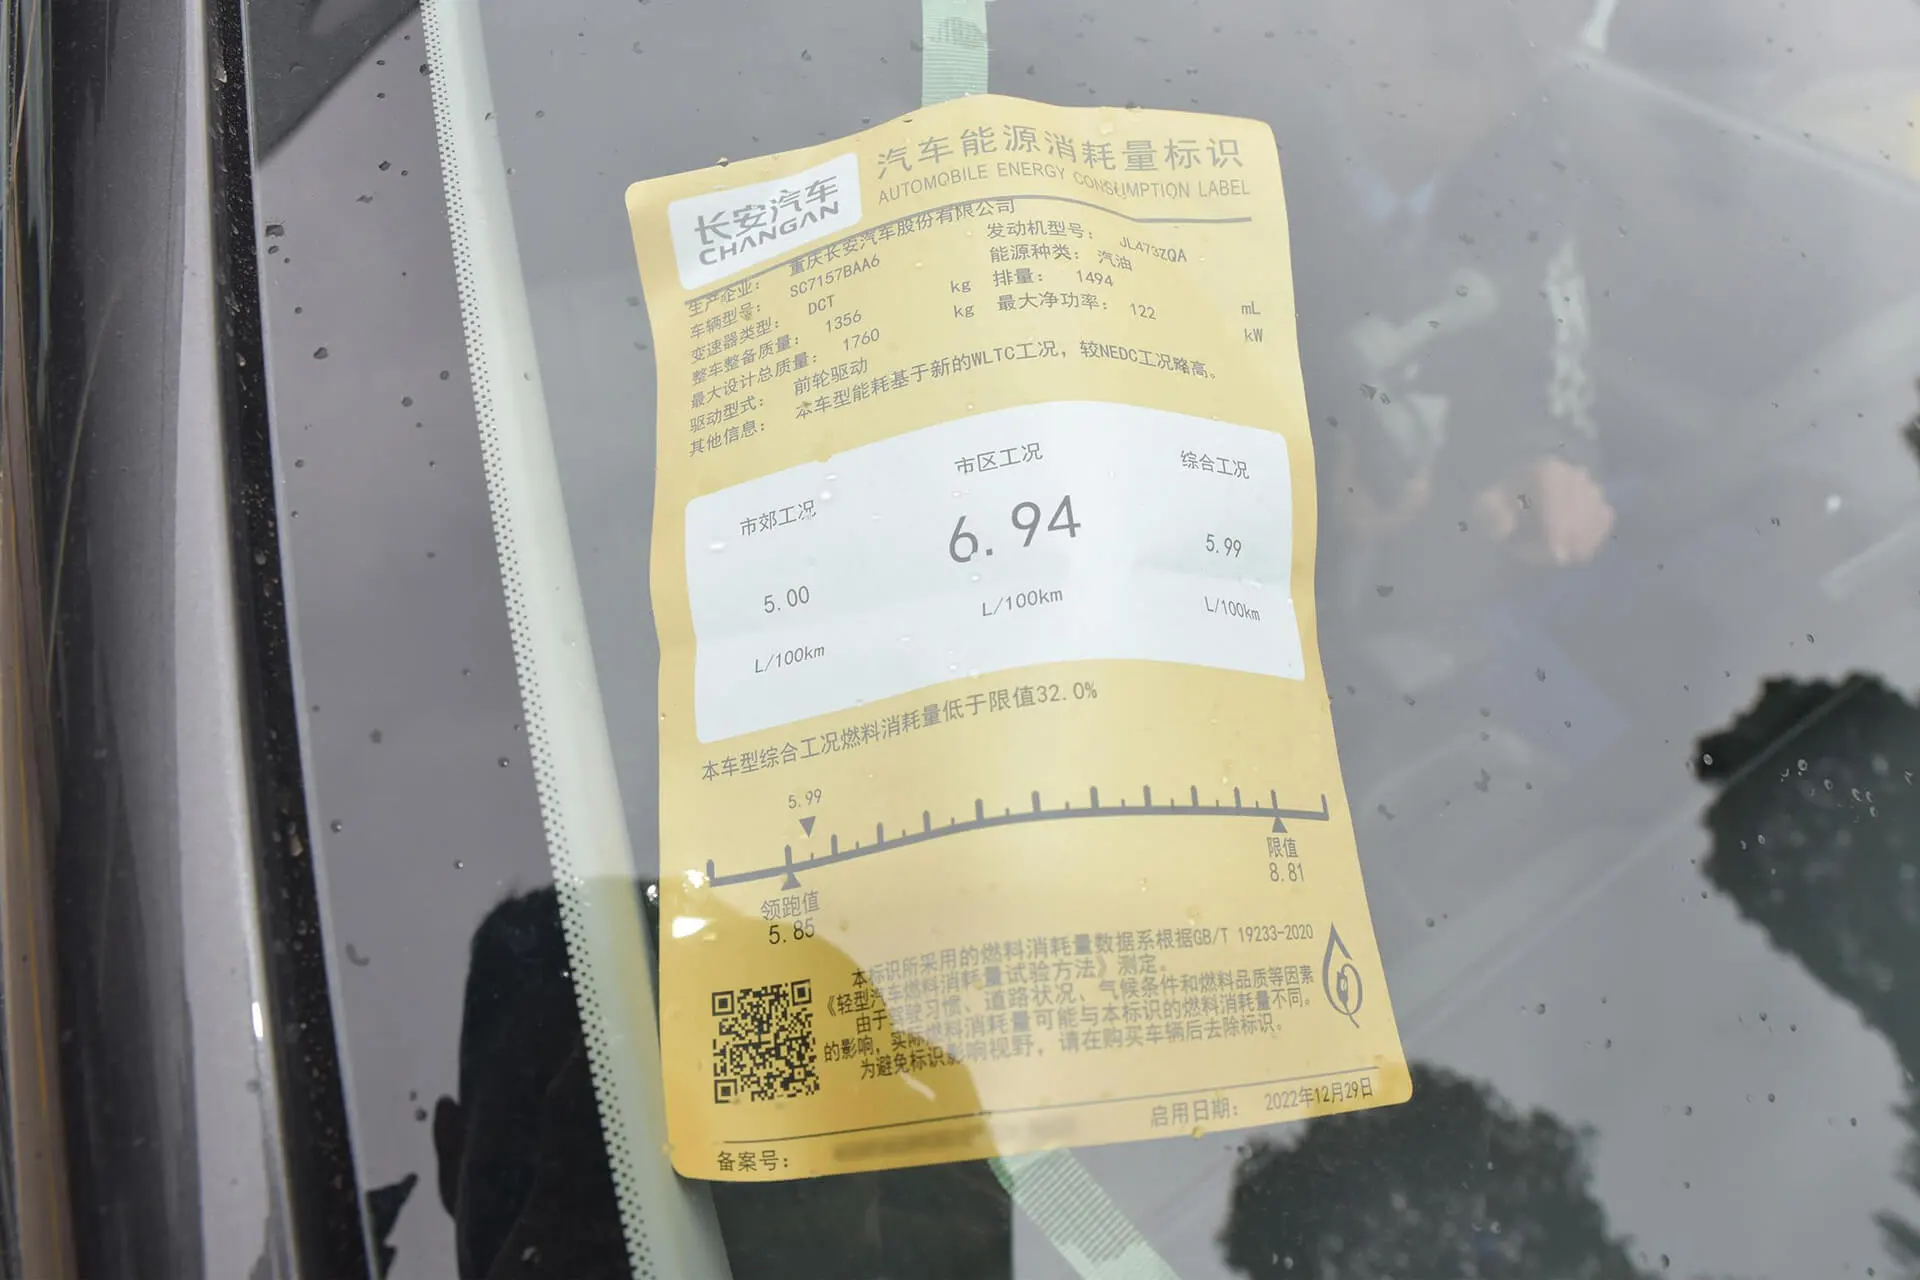 长安汽车
CHANGAN
汽车能源消耗量标识
AUTOMOBILE ENERGY CONSUMPTION LABEL
生产企业： 重庆长安汽车股份有限公司
车辆型号： SC7157BAA6 发动机型号： JL473ZQA
变速器类型： DCT 能源种类： 汽油
整车整备质量： 1356 kg 排量： 1494 mL
最大设计总质量： 1760 kg 最大净功率： 122 kW
驱动型式： 前轮驱动
其他信息： 本车型能耗基于新的WLTC工况，较NEDC工况略高。
市郊工况 市区工况 综合工况
5.00 6.94 5.99
L/100km L/100km L/100km
本车型综合工况燃料消耗量低于限值32.0%
5.99
领跑值
5.85
限值
8.81
本标识所采用的燃料消耗量数据系根据GB/T 19233-2020
《轻型汽车燃料消耗量试验方法》测定。
由于驾驶习惯、道路状况、气候条件和燃料品质等因素
的影响，实际燃料消耗量可能与本标识的燃料消耗量不同。
为避免标识影响视野，请在购买车辆后去除标识。
启用日期： 2022年12月29日
备案号：